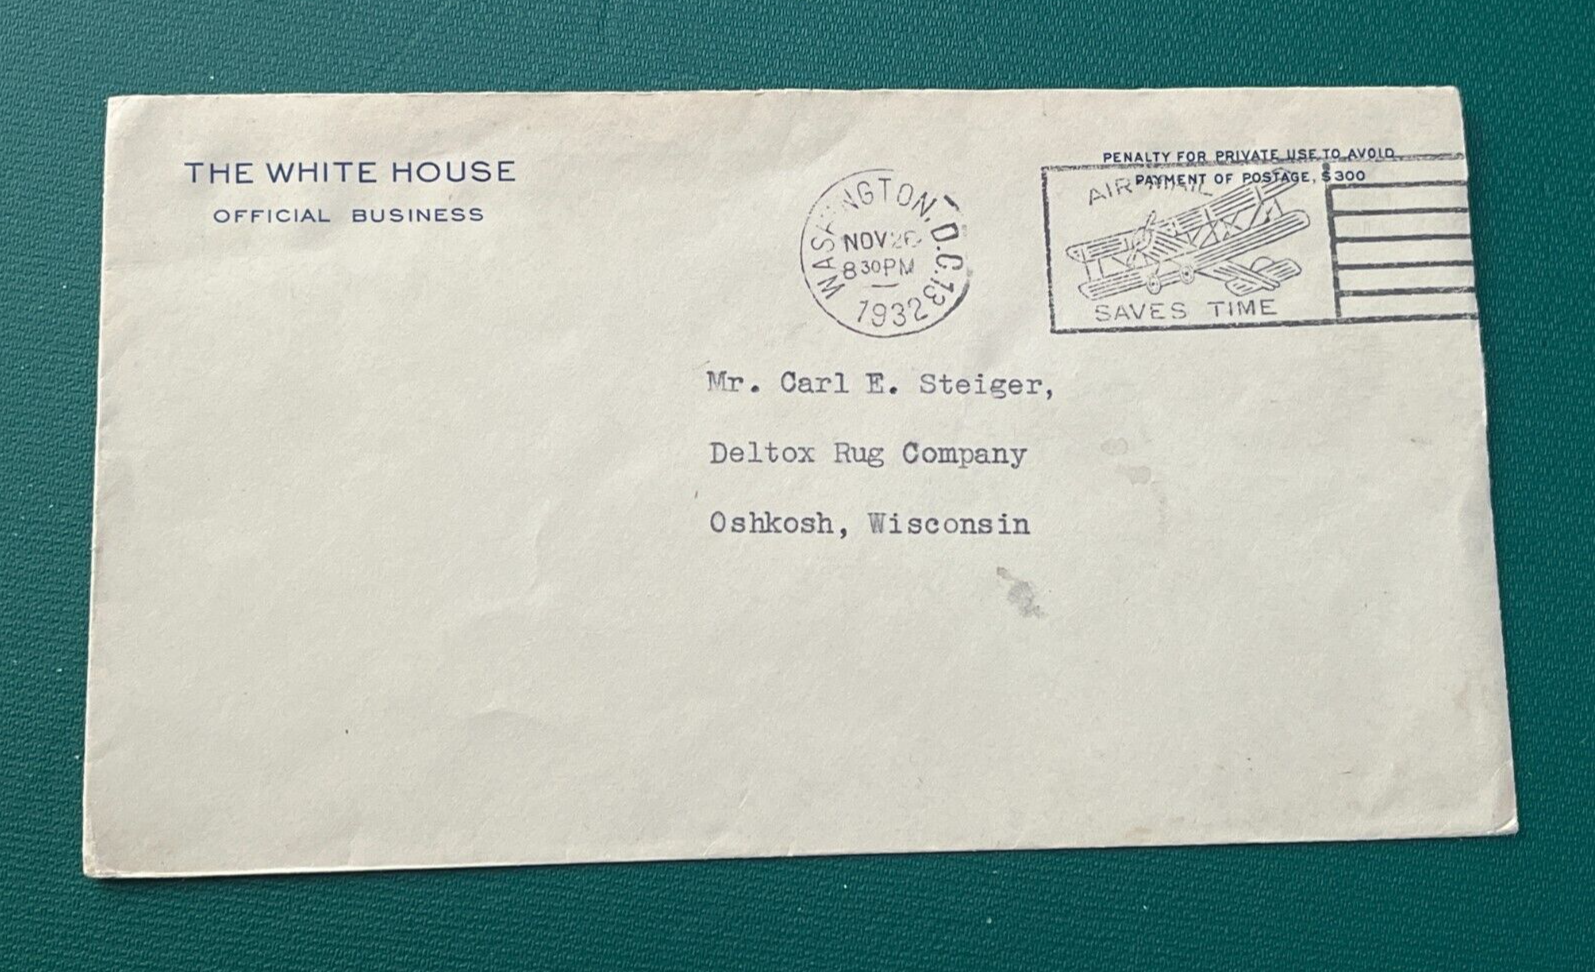 THE WHITE HOUSE
OFFICIAL BUSINESS
PENALTY FOR PRIVATE USE TO AVOID
PAYMENT OF POSTAGE, $300
WASHINGTON, D.C. 13
NOV 26
8 30 PM
1932
AIR MAIL
SAVES TIME
Mr. Carl E. Steiger,
Deltox Rug Company
Oshkosh, Wisconsin